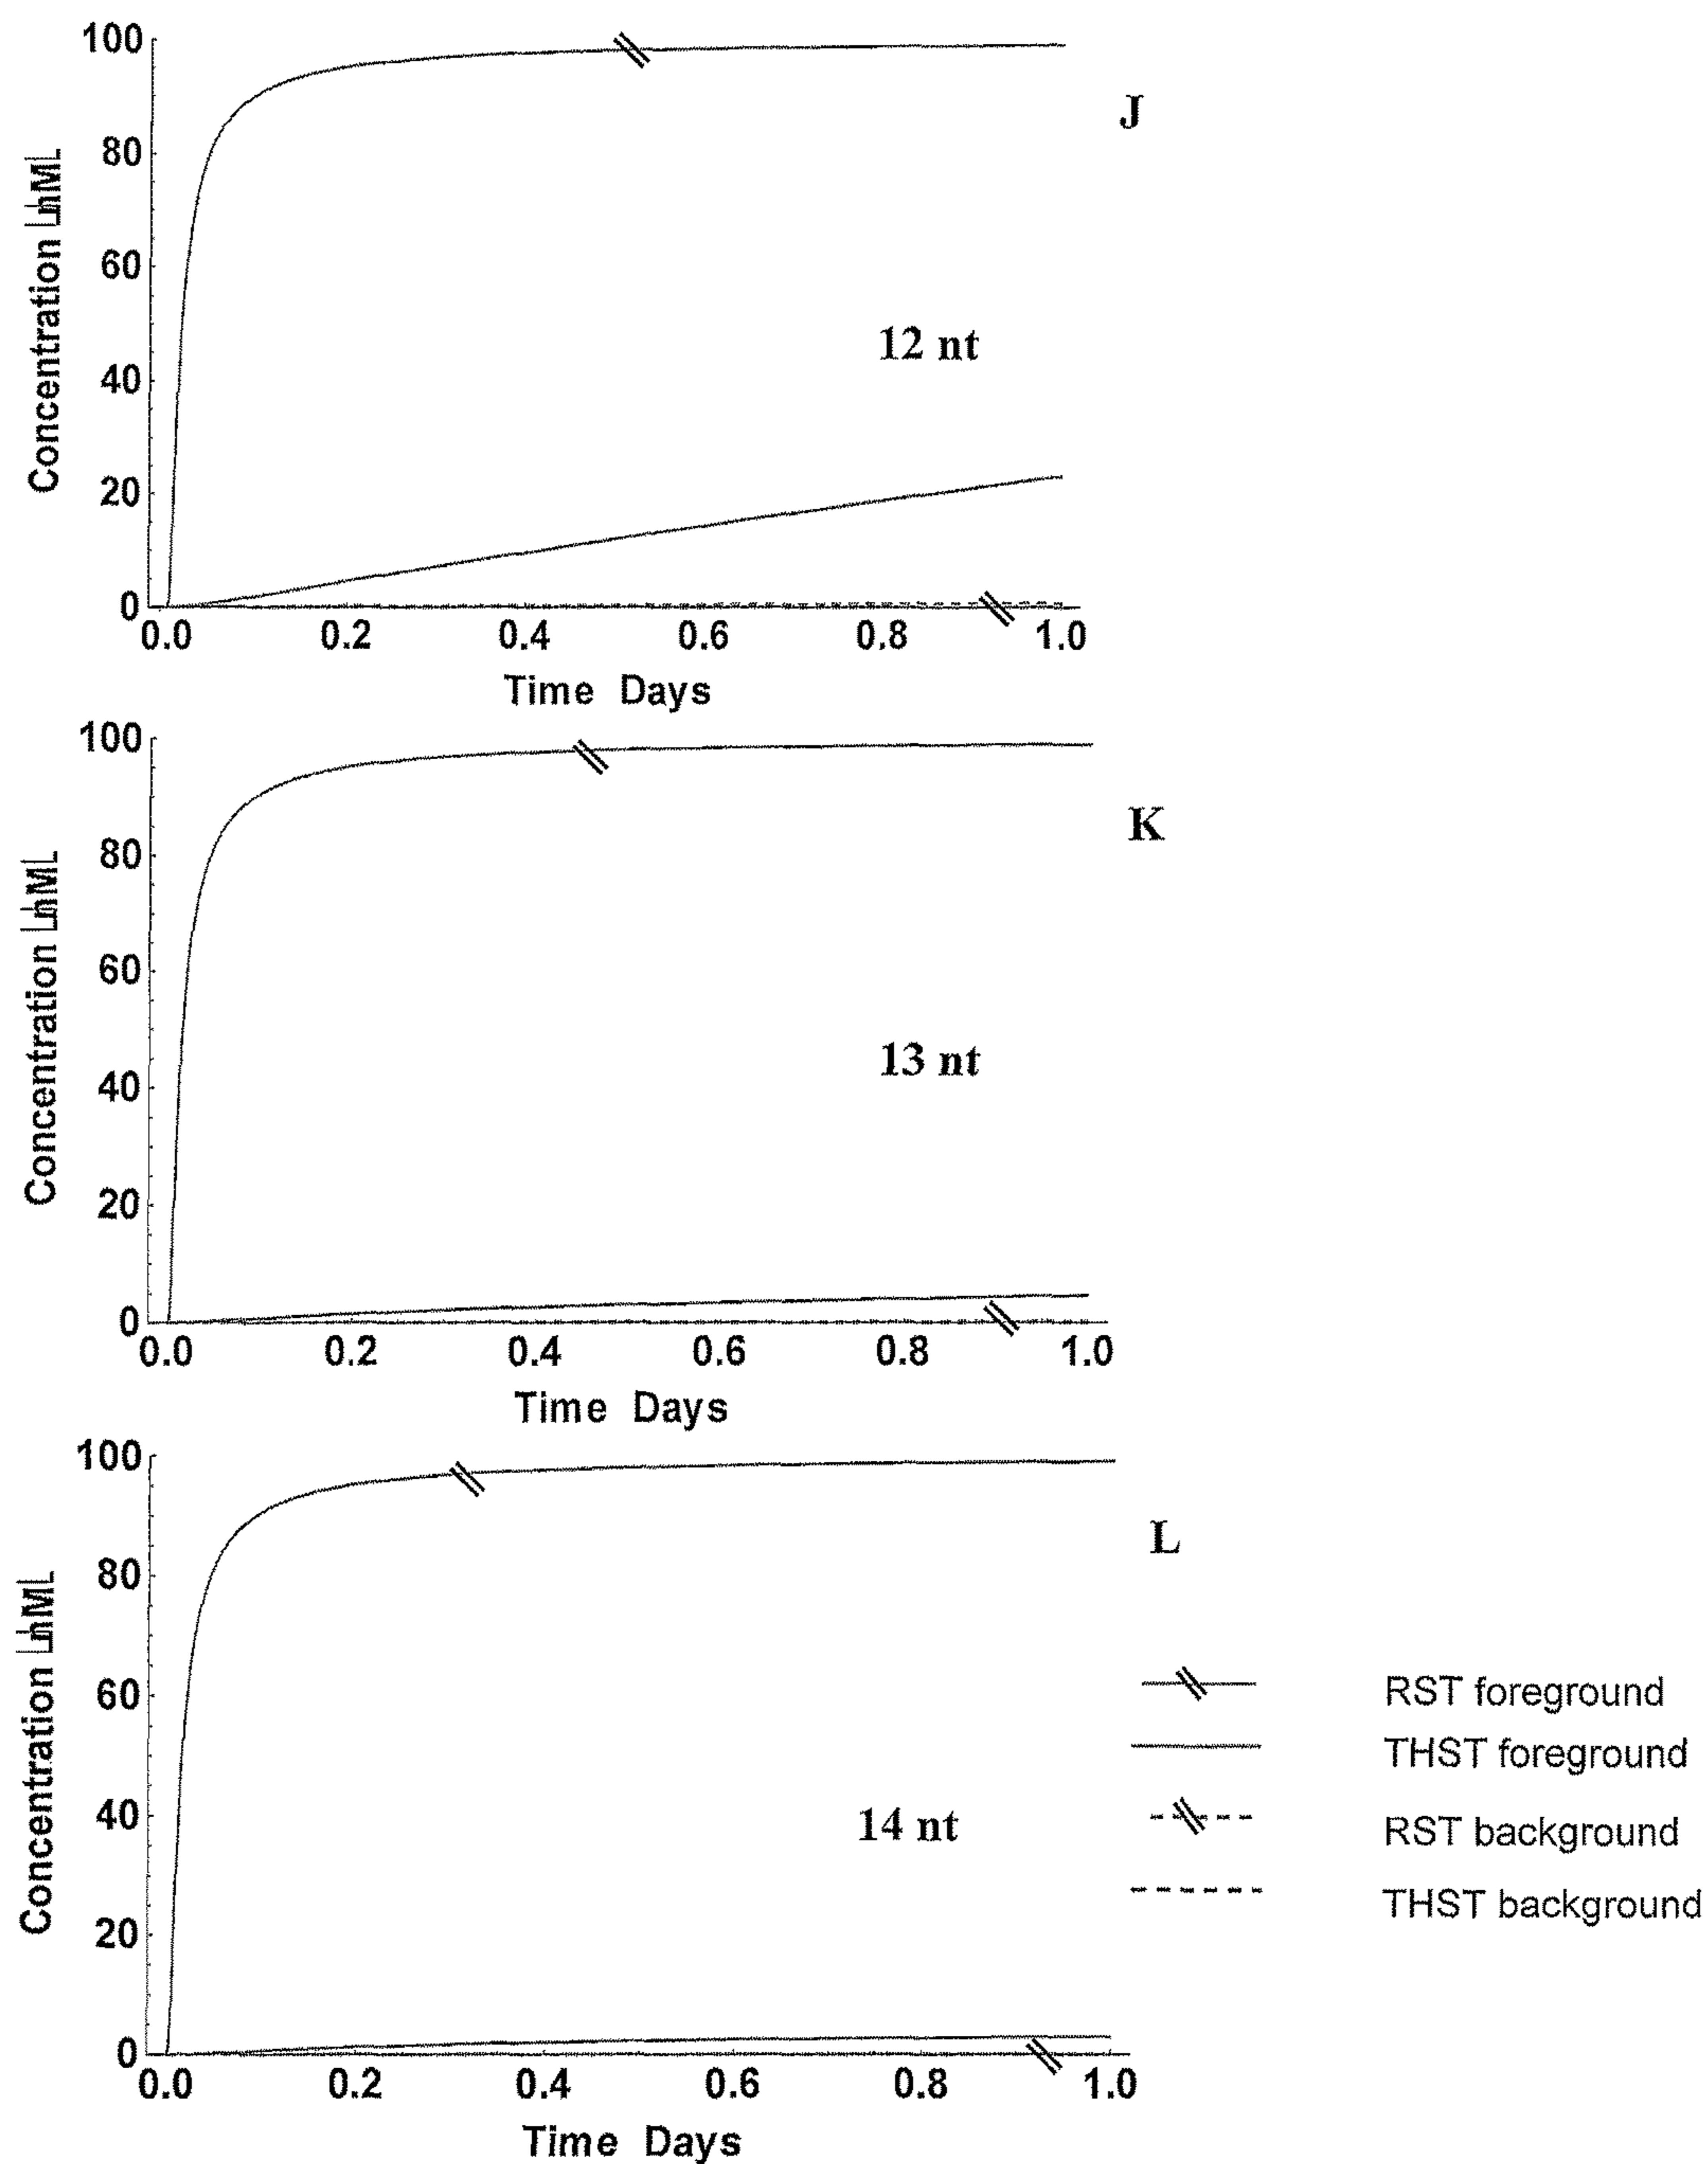 100
80
60
40
20
0
Concentration
J
12 nt
0.0 0.2 0.4 0.6 0.8 1.0
Time Days
100
80
60
40
20
0
Concentration
K
13 nt
0.0 0.2 0.4 0.6 0.8 1.0
Time Days
100
80
60
40
20
0
Concentration
L
14 nt
0.0 0.2 0.4 0.6 0.8 1.0
Time Days
RST foreground
THST foreground
RST background
THST background